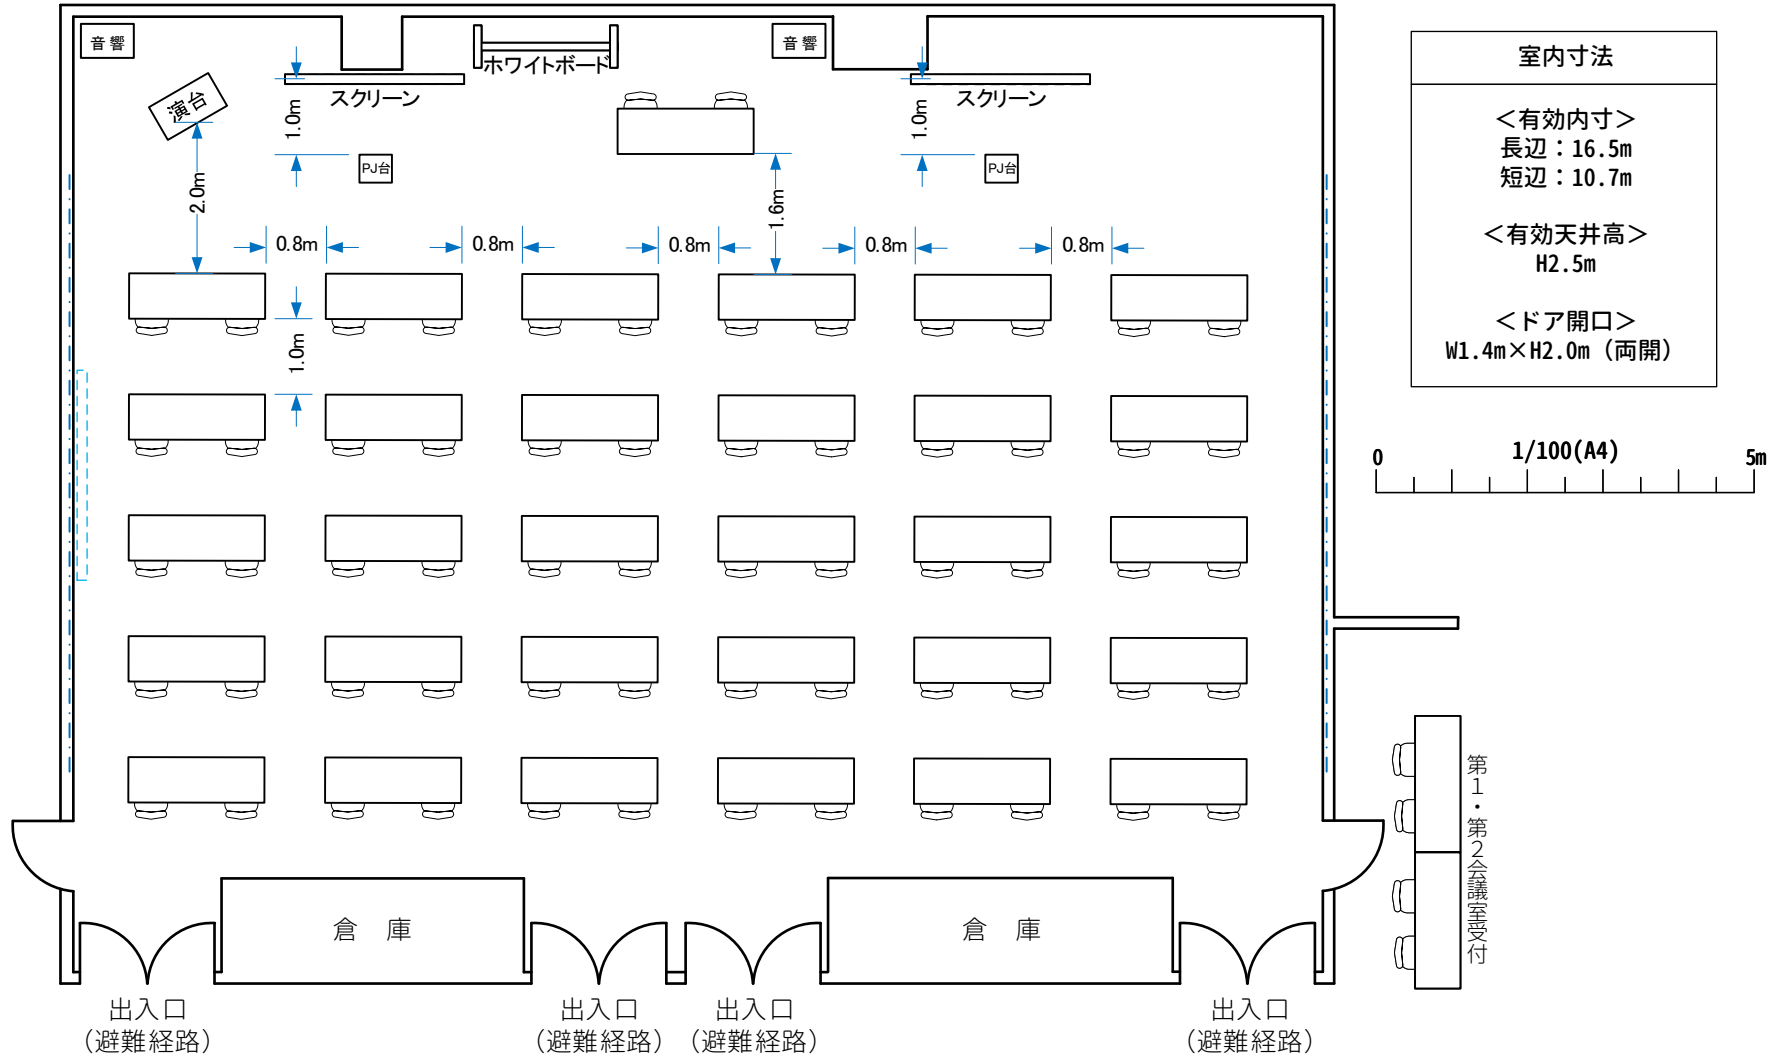 音響
音響
ホワイトボード
スクリーン
スクリーン
演台
1.0m
1.0m
PJ台
PJ台
2.0m
1.6m
0.8m
0.8m
0.8m
0.8m
0.8m
1.0m
室内寸法
＜有効内寸＞
長辺：16.5m
短辺：10.7m
＜有効天井高＞
H2.5m
＜ドア開口＞
W1.4m×H2.0m（両開）
1/100(A4)
0
5m
第1・第2会議室受付
倉 庫
倉 庫
出入口
（避難経路）
出入口
（避難経路）
出入口
（避難経路）
出入口
（避難経路）